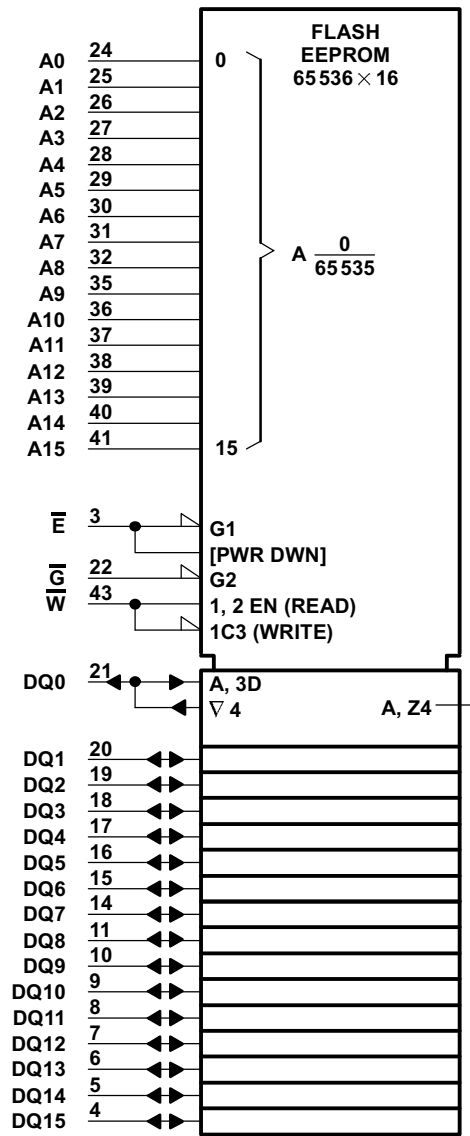 FLASH
EEPROM
65 536 × 16
A0 24 0
A1 25
A2 26
A3 27
A4 28
A5 29
A6 30
A7 31
A8 32
A 0
65 535
A9 35
A10 36
A11 37
A12 38
A13 39
A14 40
A15 41 15
E̅ 3 G1
[PWR DWN]
G̅ 22 G2
W̅ 43 1, 2 EN (READ)
1C3 (WRITE)
DQ0 21 A, 3D
∇ 4 A, Z4
DQ1 20
DQ2 19
DQ3 18
DQ4 17
DQ5 16
DQ6 15
DQ7 14
DQ8 11
DQ9 10
DQ10 9
DQ11 8
DQ12 7
DQ13 6
DQ14 5
DQ15 4